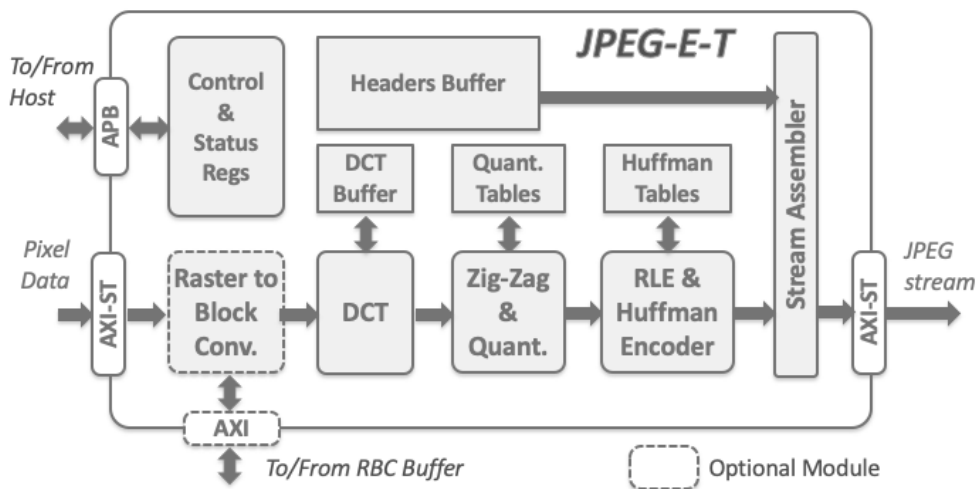 JPEG-E-T
To/From
Host
APB
Control
&
Status
Regs
Headers Buffer
DCT
Buffer
Quant.
Tables
Huffman
Tables
Stream Assembler
Pixel
Data
AXI-ST
Raster to
Block
Conv.
DCT
Zig-Zag
&
Quant.
RLE &
Huffman
Encoder
AXI-ST
JPEG
stream
AXI
To/From RBC Buffer
Optional Module